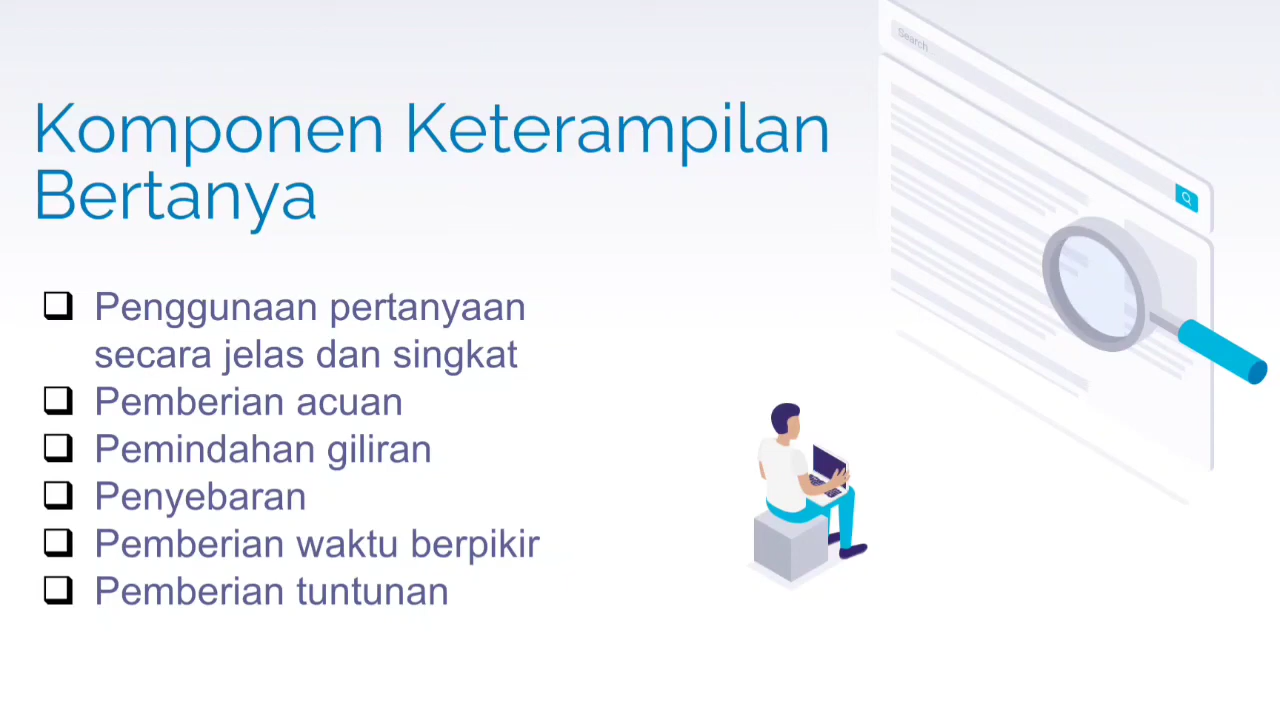 Search
Komponen Keterampilan
Bertanya
Penggunaan pertanyaan
secara jelas dan singkat
Pemberian acuan
Pemindahan giliran
Penyebaran
Pemberian waktu berpikir
Pemberian tuntunan